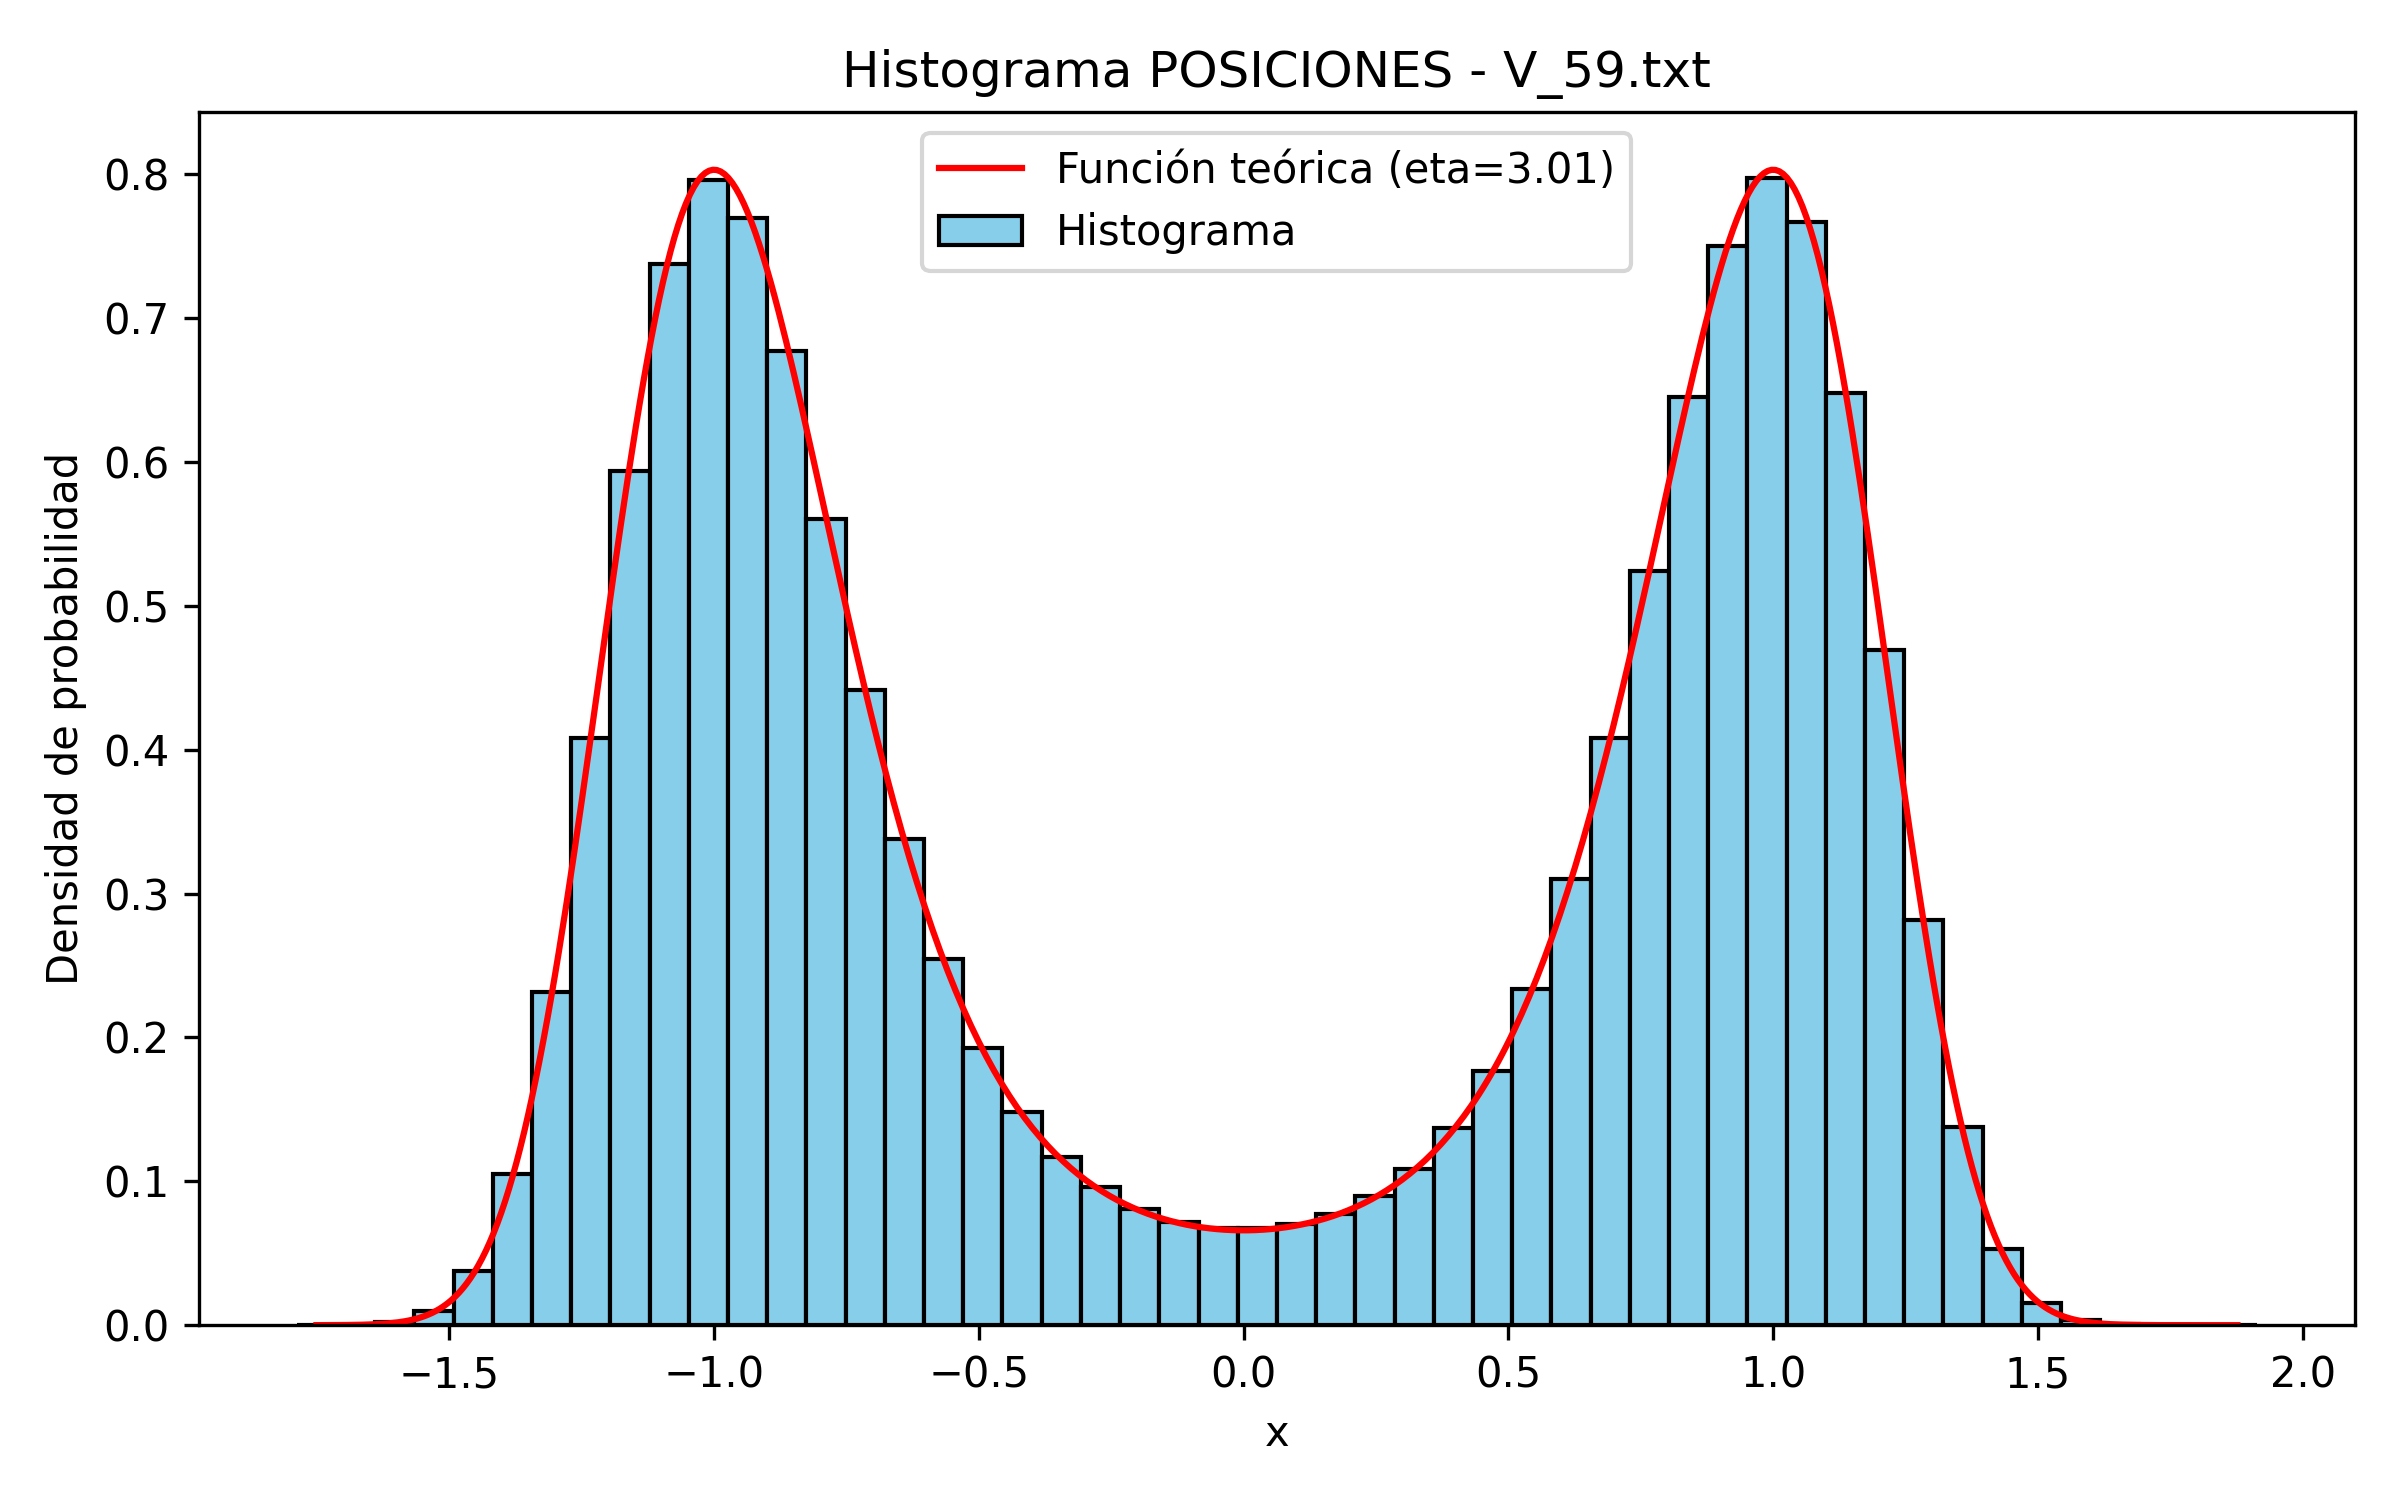 Histograma POSICIONES - V_59.txt
Función teórica (eta=3.01)
Histograma
Densidad de probabilidad
0.8
0.7
0.6
0.5
0.4
0.3
0.2
0.1
0.0
−1.5 −1.0 −0.5 0.0 0.5 1.0 1.5 2.0
x